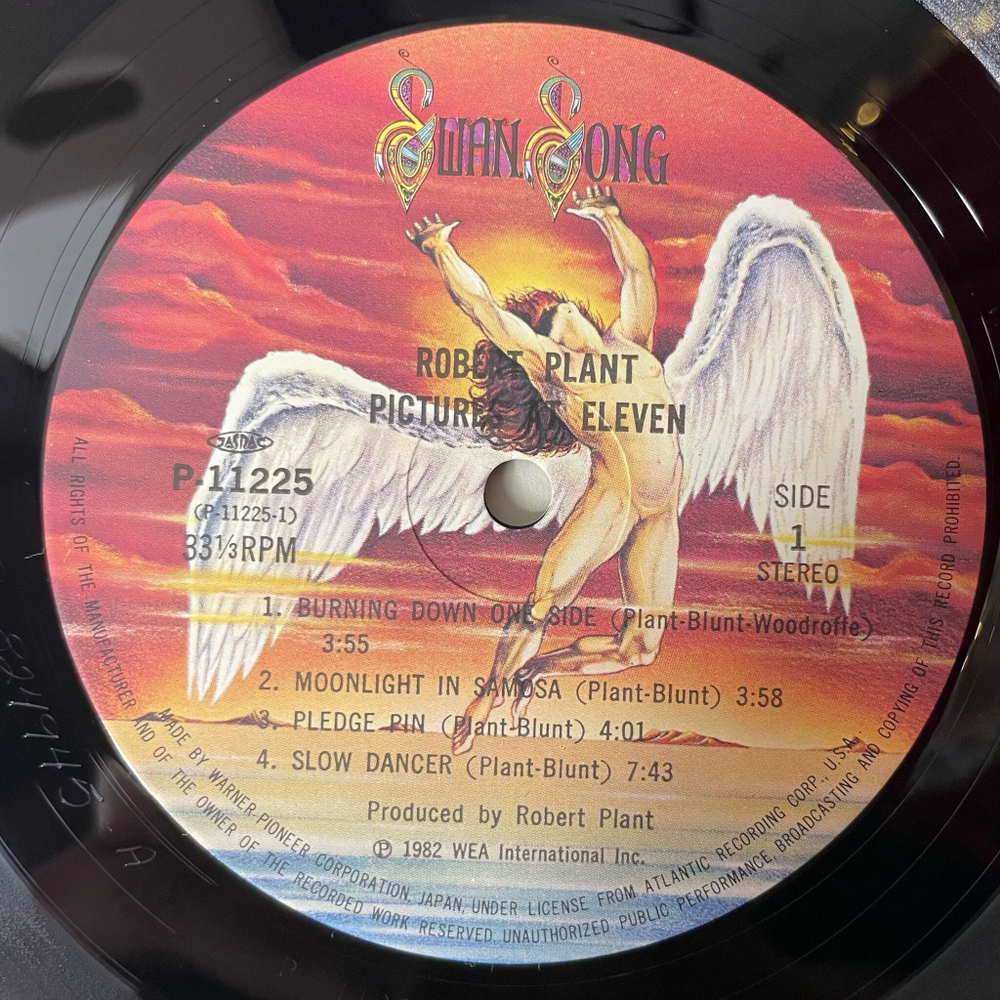 SWAN SONG
ROBERT PLANT
PICTURES AT ELEVEN
JASRAC
P-11225
(P-11225-1)
33⅓RPM
SIDE
1
STEREO
1. BURNING DOWN ONE SIDE (Plant-Blunt-Woodroffe)
3:55
2. MOONLIGHT IN SAMOSA (Plant-Blunt) 3:58
3. PLEDGE PIN (Plant-Blunt) 4:01
4. SLOW DANCER (Plant-Blunt) 7:43
Produced by Robert Plant
℗ 1982 WEA International Inc.
MADE BY WARNER-PIONEER CORPORATION, JAPAN, UNDER LICENSE FROM ATLANTIC RECORDING CORP., U.S.A.
ALL RIGHTS OF THE MANUFACTURER AND OF THE OWNER OF THE RECORDED WORK RESERVED. UNAUTHORIZED PUBLIC PERFORMANCE, BROADCASTING AND COPYING OF THIS RECORD PROHIBITED.